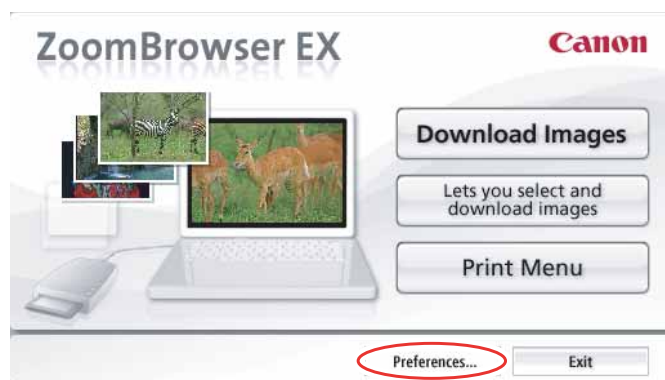 ZoomBrowser EX
Canon
Download Images
Lets you select and
download images
Print Menu
Preferences...
Exit